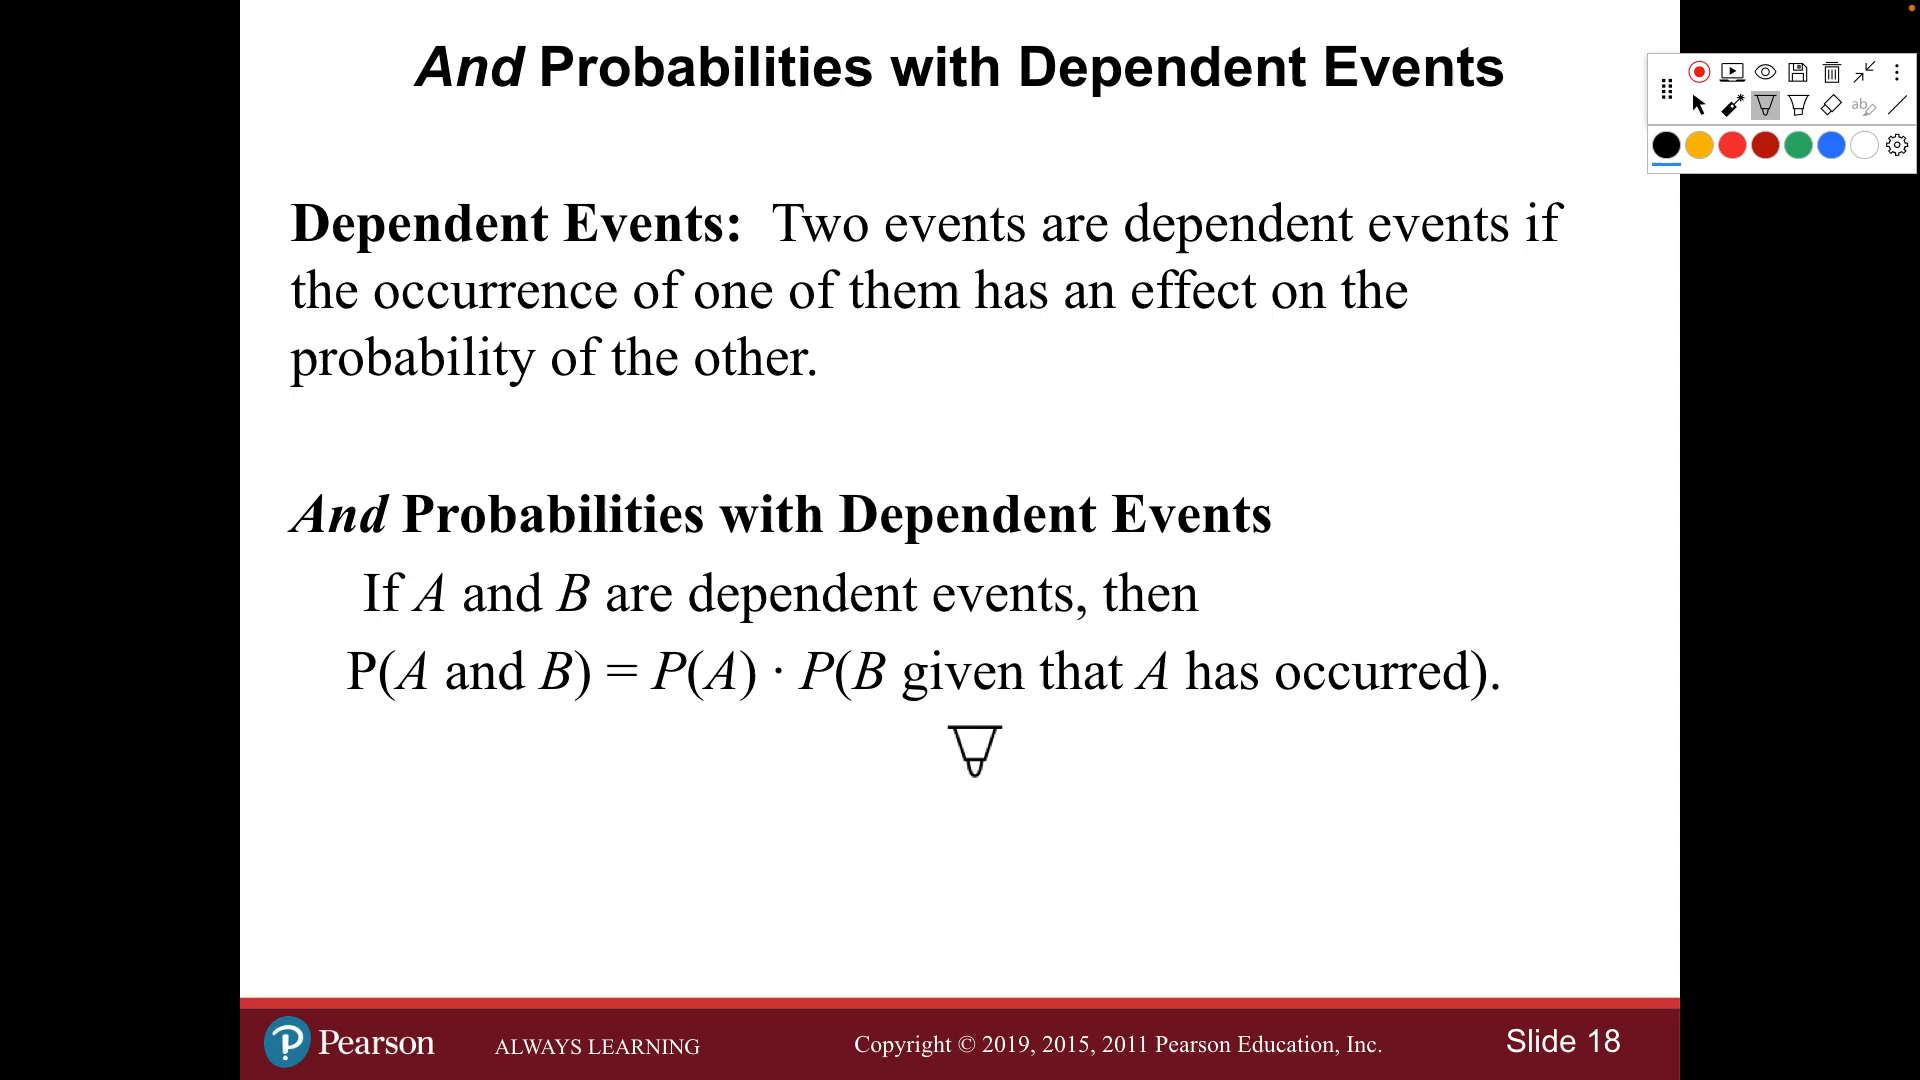 And Probabilities with Dependent Events
Dependent Events: Two events are dependent events if
the occurrence of one of them has an effect on the
probability of the other.
And Probabilities with Dependent Events
If A and B are dependent events, then
P(A and B) = P(A) · P(B given that A has occurred).
Pearson
ALWAYS LEARNING
Copyright © 2019, 2015, 2011 Pearson Education, Inc.
Slide 18
ab